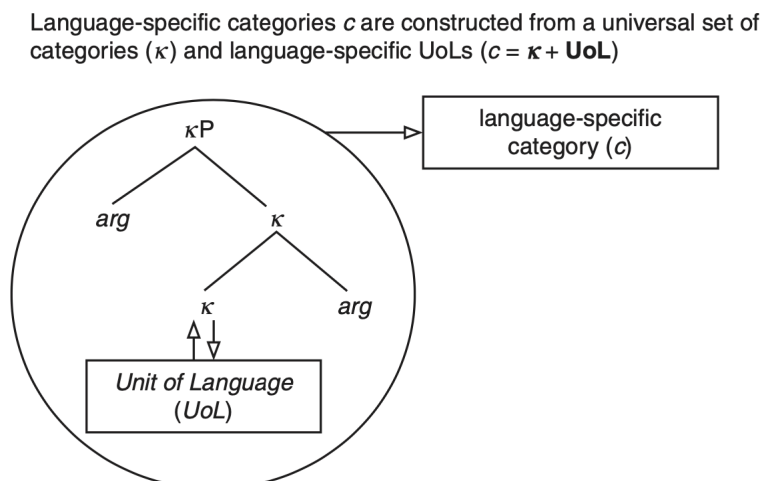 Language-specific categories c are constructed from a universal set of
categories (κ) and language-specific UoLs (c = κ + UoL)
κP
language-specific
category (c)
arg
κ
κ
arg
Unit of Language
(UoL)